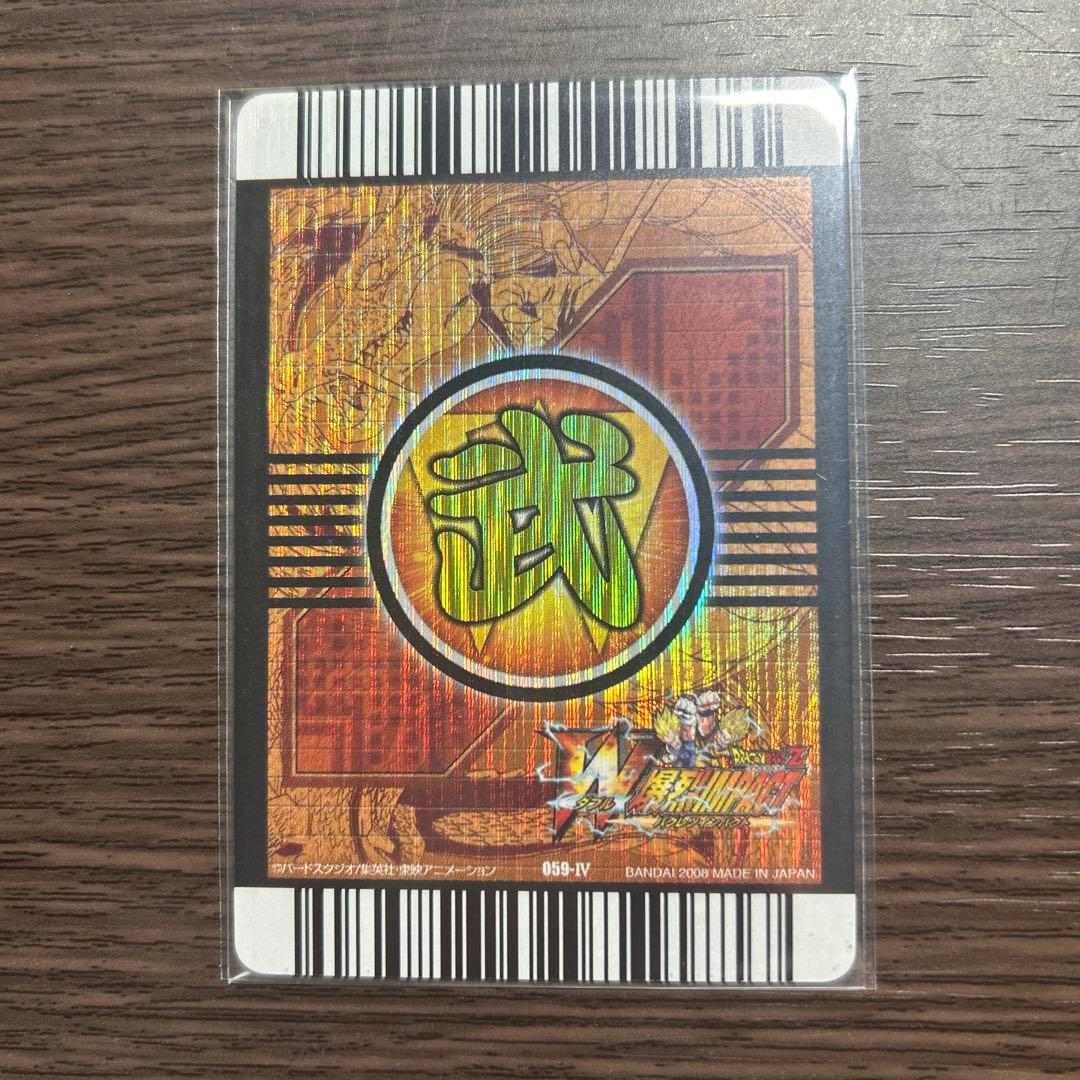 武
DRAGON BALL Z
W 爆烈IMPACT
ダブル バクレツインパクト
©バードスタジオ/集英社・東映アニメーション 059-IV BANDAI 2008 MADE IN JAPAN